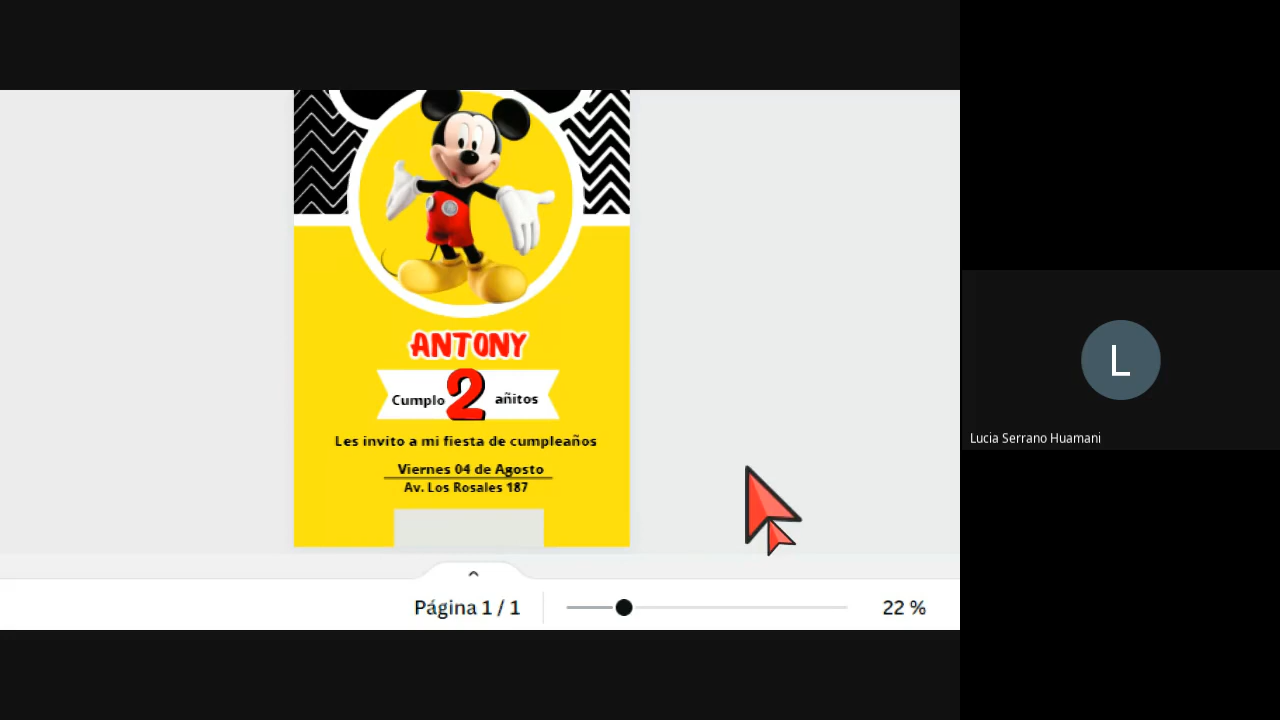 ANTONY
Cumplo 2 añitos
Les invito a mi fiesta de cumpleaños
Viernes 04 de Agosto
Av. Los Rosales 187
Página 1 / 1
22 %
L
Lucia Serrano Huamani